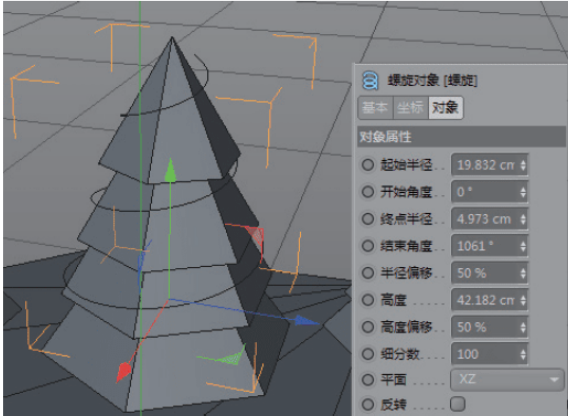 螺旋对象 [螺旋]
基本 坐标 对象
对象属性
起始半径.. 19.832 cm
开始角度.. 0 °
终点半径.. 4.973 cm
结束角度.. 1061 °
半径偏移.. 50 %
高度 ..... 42.182 cm
高度偏移.. 50 %
细分数... 100
平面 ..... XZ
反转 .....